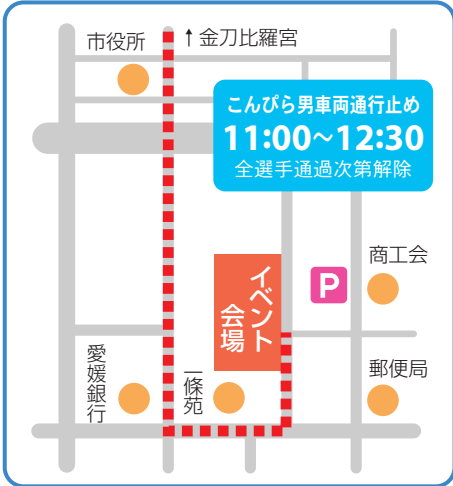 市役所
↑金刀比羅宮
こんぴら男車両通行止め
11:00~12:30
全選手通過次第解除
商工会
P
イベント
会場
愛媛銀行
一條苑
郵便局